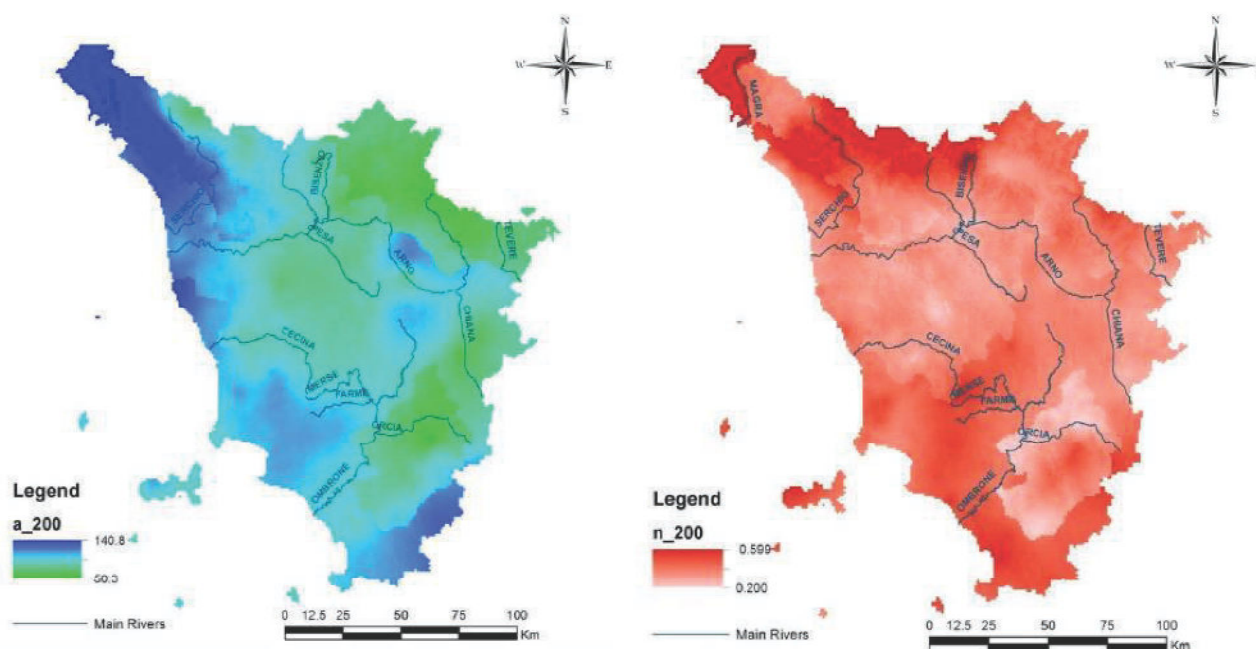 N
W E
S
SERCHIO
BISENZIO
PESA
ARNO
TEVERE
CHIANA
CECINA
MERSE
FARMA
ORCIA
OMBRONE
Legend
a_200
140.8
Main Rivers
0 12.5 25 50 75 100
Km
N
W
S
MAGRA
SERCHIO
PESA
ARNO
TEVERE
CHIANA
CECINA
MERSE
FARMA
ORCIA
OMBRONE
Legend
n_200
0.599
0.200
Main Rivers
0 12.5 25 50 75 100
Km